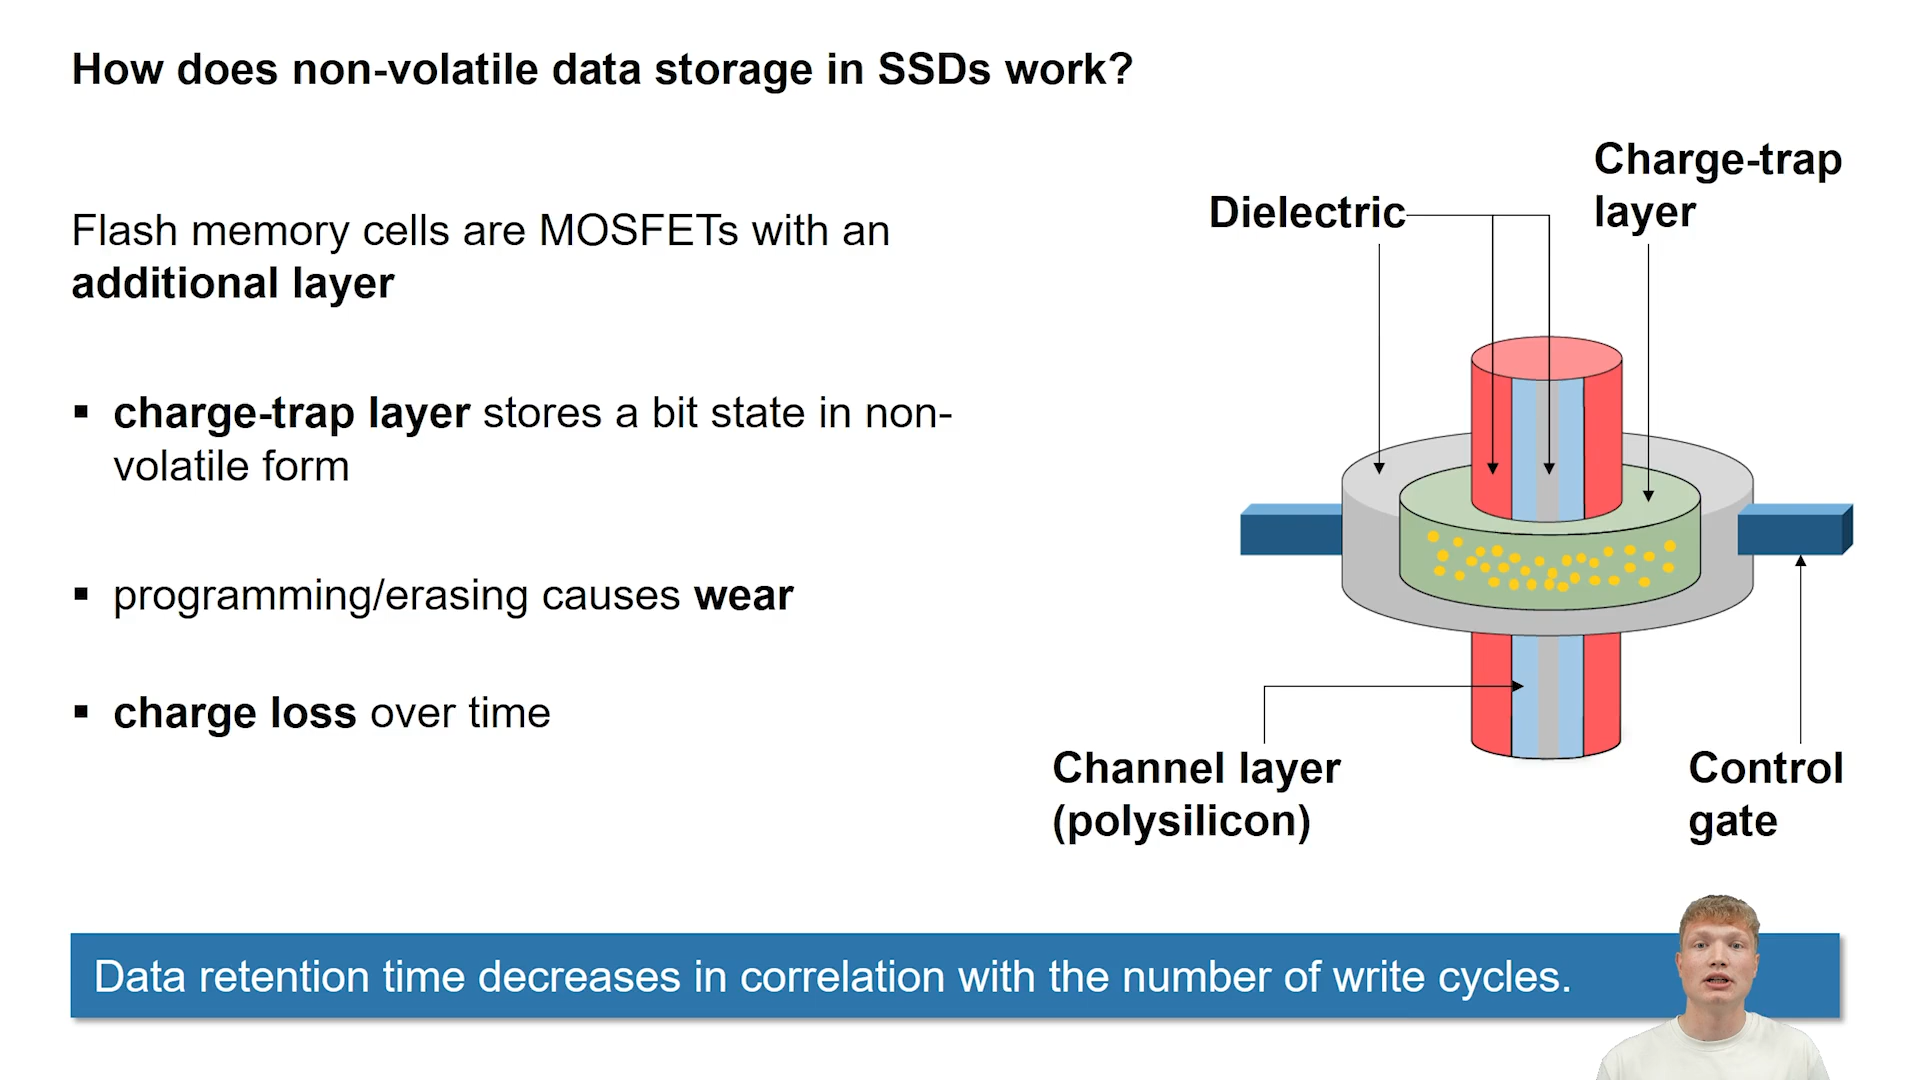 How does non-volatile data storage in SSDs work?
Flash memory cells are MOSFETs with an
additional layer
▪ charge-trap layer stores a bit state in non-
volatile form
▪ programming/erasing causes wear
▪ charge loss over time
Dielectric
Charge-trap
layer
Channel layer
(polysilicon)
Control
gate
Data retention time decreases in correlation with the number of write cycles.